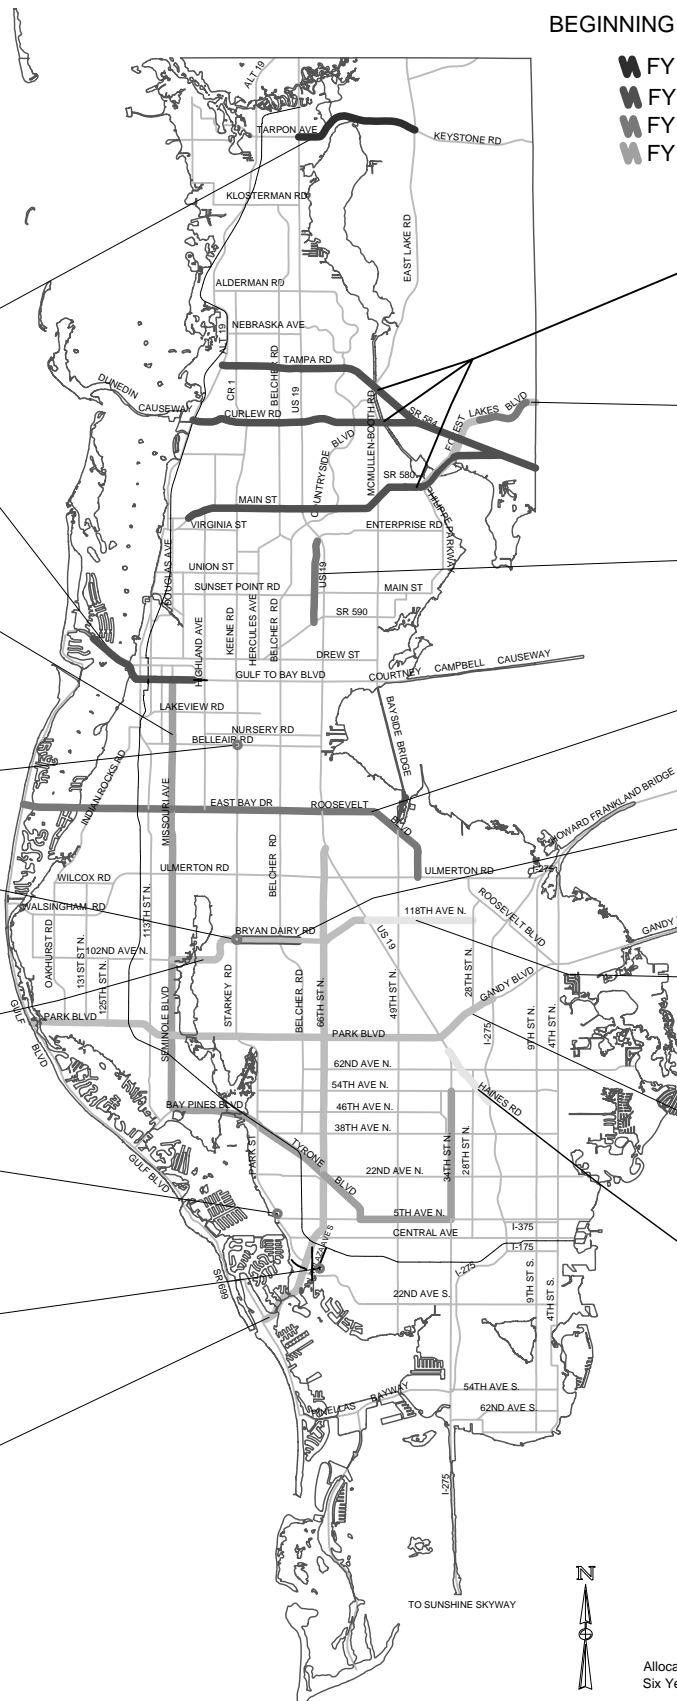 BEGINNING
FY
FY
FY
FY
ALT 19
TARPON AVE
KEYSTONE RD
KLOSTERMAN RD
EAST LAKE RD
ALDERMAN RD
NEBRASKA AVE
ALT 19
TAMPA RD
DUNEDIN
CAUSEWAY
CR 1
BELCHER RD
US 19
CURLEW RD
MCMULLEN-BOOTH RD
SR 584
FOREST
LAKES
BLVD
COUNTRYSIDE
BLVD
SR 580
MAIN ST
VIRGINIA ST
ENTERPRISE RD
PHILIPPE PARKWAY
DOUGLAS AVE
UNION ST
US 19
SUNSET POINT RD
MAIN ST
HIGHLAND AVE
KEENE RD
HERCULES AVE
BELCHER RD
SR 590
DREW ST
GULF TO BAY BLVD
COURTNEY
CAMPBELL
CAUSEWAY
LAKEVIEW RD
NURSERY RD
BELLEAIR RD
BAYSIDE BRIDGE
INDIAN ROCKS RD
MISSOURI AVE
EAST BAY DR
ROOSEVELT
BLVD
HOWARD FRANKLAND BRIDGE
BELCHER RD
ULMERTON RD
ULMERTON RD
I-275
WILCOX RD
WALSINGHAM RD
113TH ST N.
118TH AVE N.
ROOSEVELT BLVD
OAKHURST RD
131ST ST N.
125TH ST N.
102ND AVE N.
BRYAN DAIRY RD
US 19
GANDY
STARKEY RD
BELCHER RD
66TH ST N.
49TH ST N.
28TH ST N.
GANDY BLVD
GULF
BLVD
PARK BLVD
SEMINOLE BLVD
PARK BLVD
I-275
9TH ST N.
4TH ST N.
62ND AVE N.
54TH AVE N.
HAINES RD
BAY PINES BLVD
46TH AVE N.
38TH AVE N.
TYRONE
BLVD
PARK ST
34TH ST N.
28TH ST N.
GULF BLVD
22ND AVE N.
5TH AVE N.
I-375
CENTRAL AVE
I-175
SR 699
I-275
9TH ST S.
4TH ST S.
22ND AVE S.
54TH AVE S.
PINELLAS
BAYWAY
62ND AVE S.
I-275
TO SUNSHINE SKYWAY
N
Alloca
Six Ye